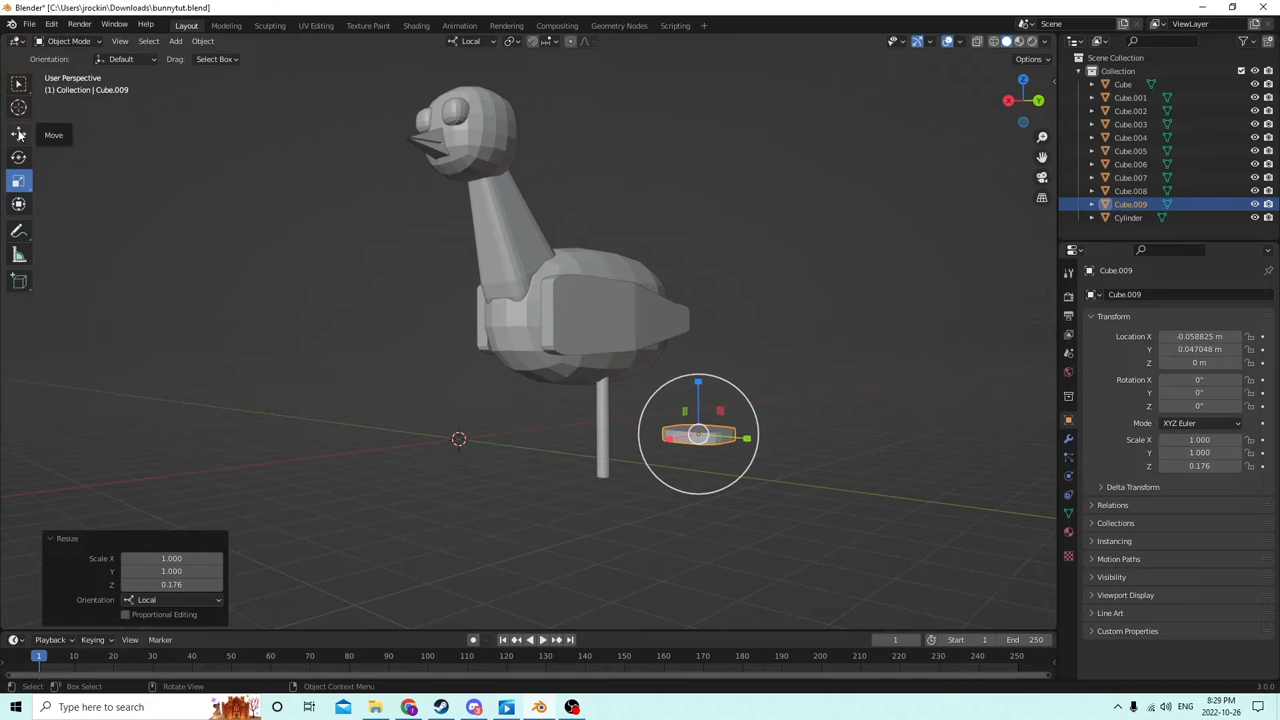 Blender* [C:\Users\jrockin\Downloads\bunnytut.blend]
File Edit Render Window Help Layout Modeling Sculpting UV Editing Texture Paint Shading Animation Rendering Compositing Geometry Nodes Scripting Scene ViewLayer
Object Mode View Select Add Object Local
Orientation: Default Drag: Select Box Options
User Perspective
(1) Collection | Cube.009
Move
Z
X
Y
Scene Collection
Collection
Cube
Cube.001
Cube.002
Cube.003
Cube.004
Cube.005
Cube.006
Cube.007
Cube.008
Cube.009
Cylinder
Cube.009
Cube.009
Transform
Location X -0.058825 m
Y 0.047048 m
Z 0 m
Rotation X 0°
Y 0°
Z 0°
Mode XYZ Euler
Scale X 1.000
Y 1.000
Z 0.176
Delta Transform
Relations
Collections
Instancing
Motion Paths
Visibility
Viewport Display
Line Art
Custom Properties
Resize
Scale X 1.000
Y 1.000
Z 0.176
Orientation Local
Proportional Editing
Playback Keying View Marker 1 Start 1 End 250
1 10 20 30 40 50 60 70 80 90 100 110 120 130 140 150 160 170 180 190 200 210 220 230 240 250
Select Box Select Rotate View Object Context Menu 3.0.0
Type here to search
8:29 PM
2022-10-26